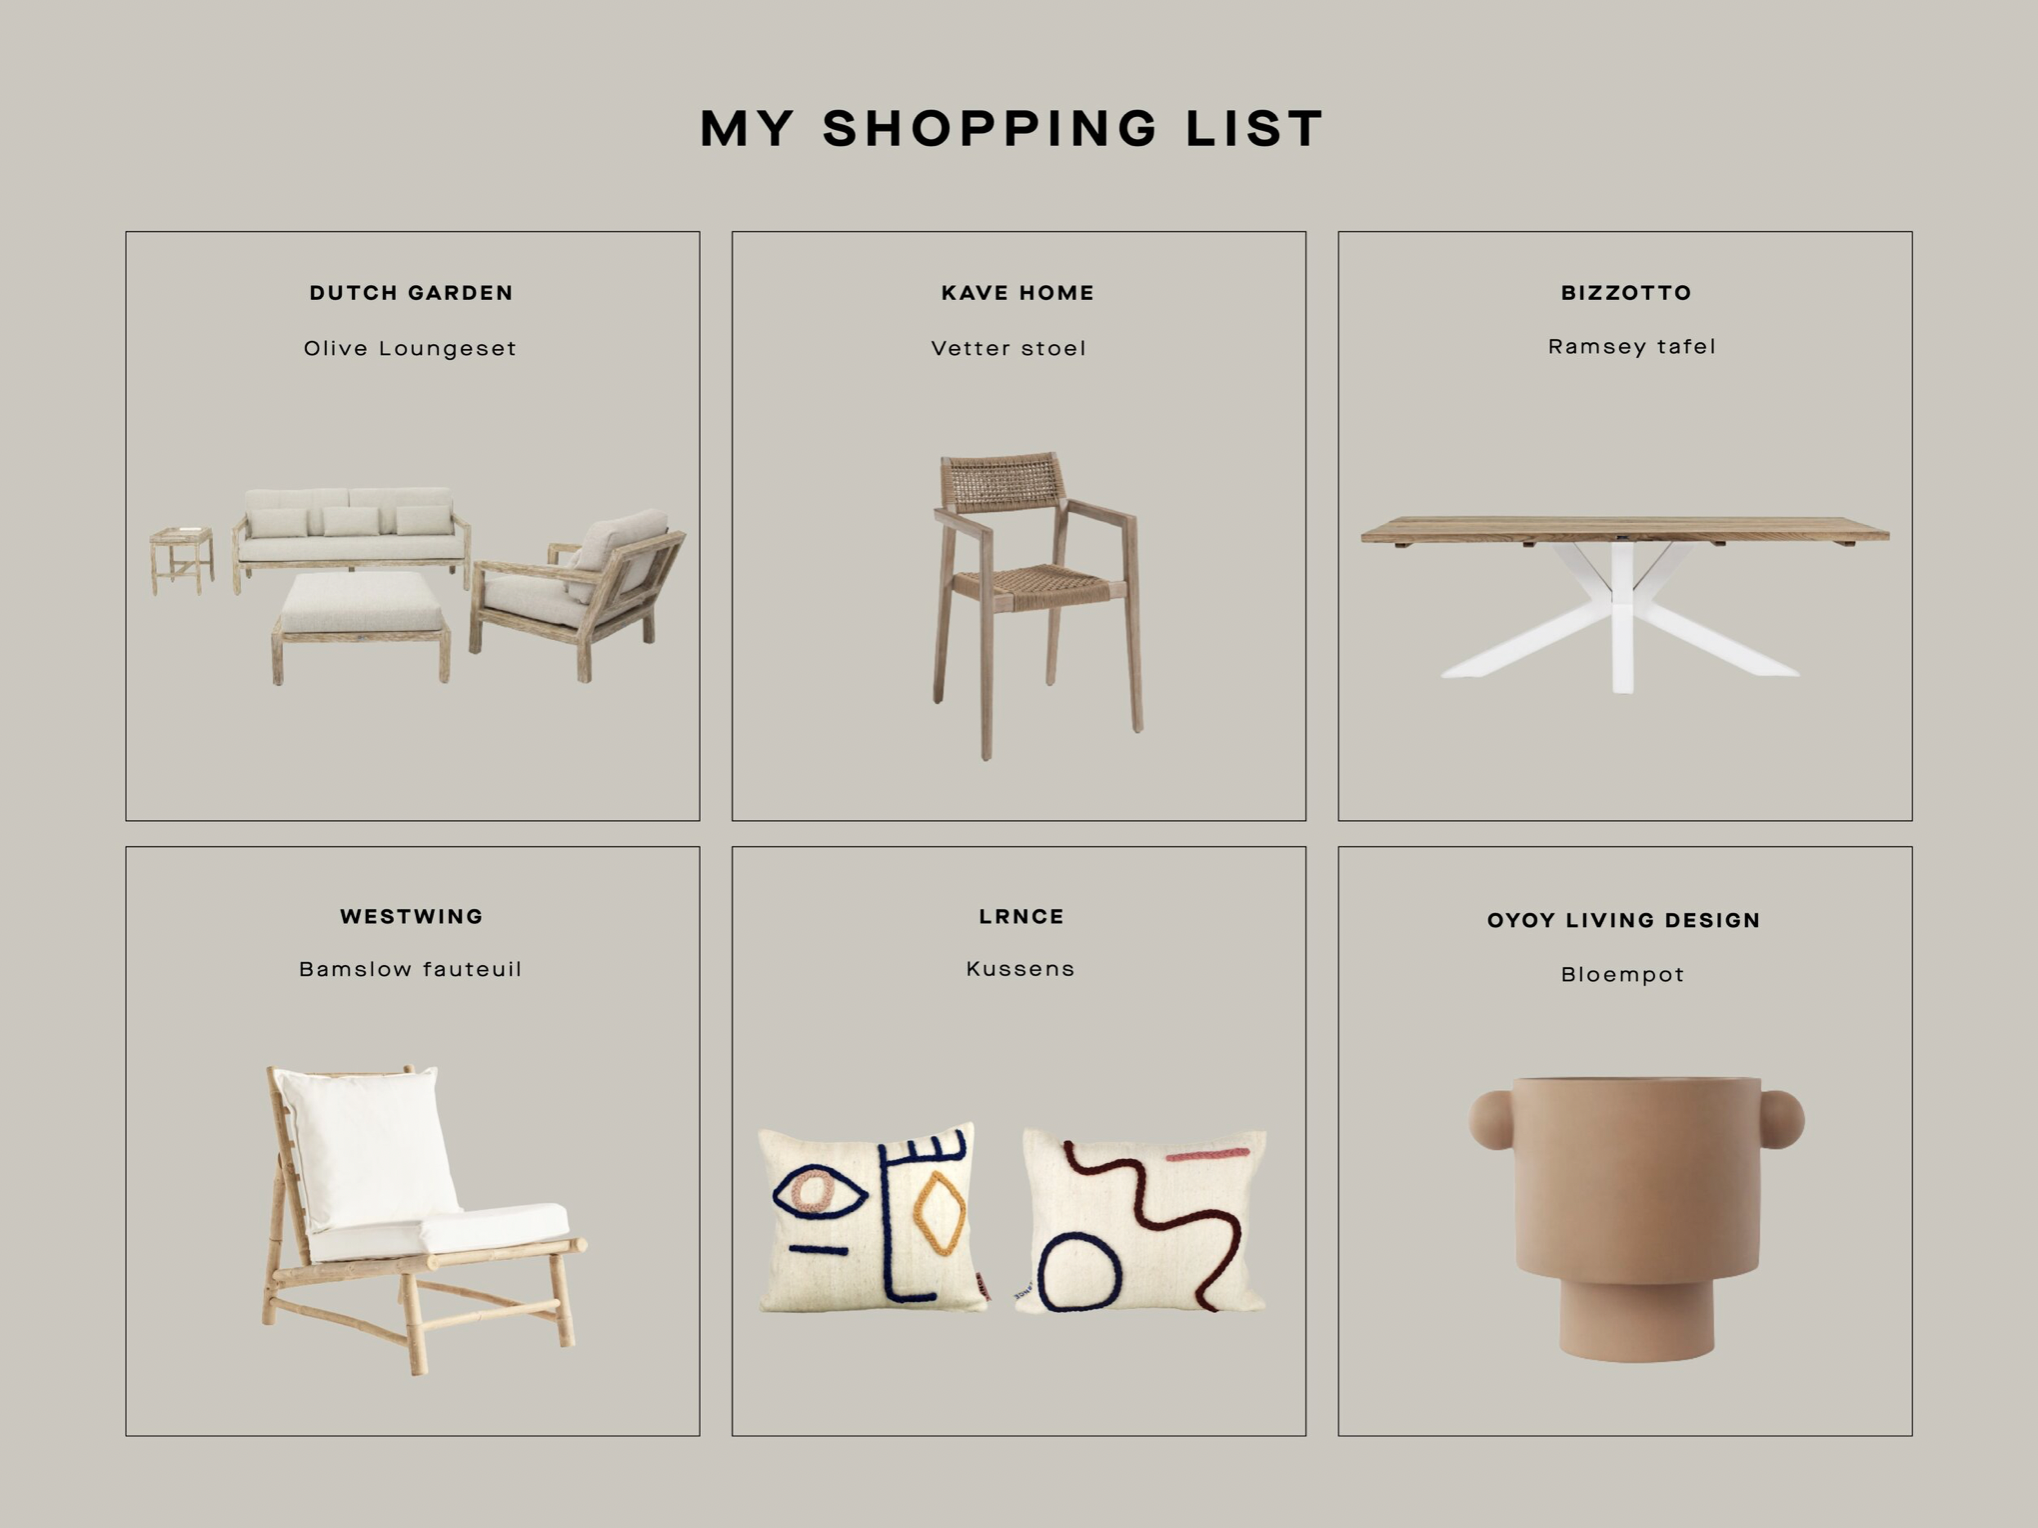 MY SHOPPING LIST
DUTCH GARDEN
Olive Loungeset
KAVE HOME
Vetter stoel
BIZZOTTO
Ramsey tafel
WESTWING
Bamslow fauteuil
LRNCE
Kussens
OYOY LIVING DESIGN
Bloempot